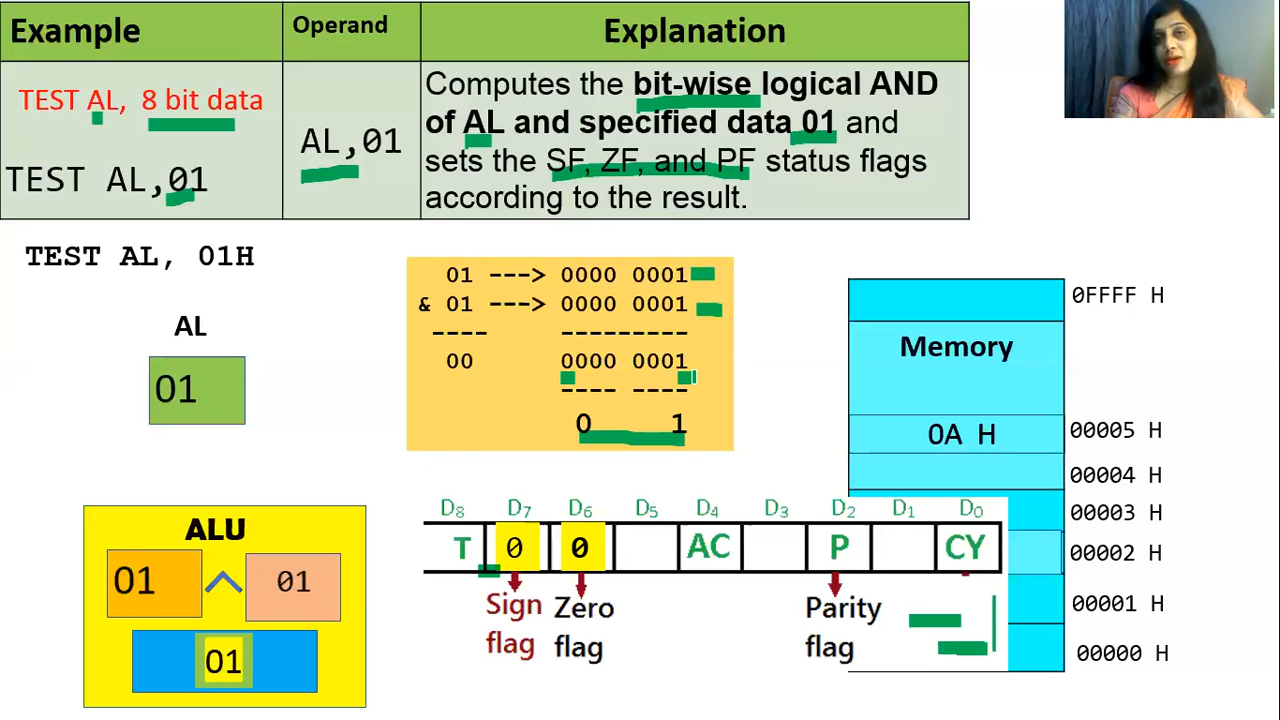 Example
Operand
Explanation
TEST AL, 8 bit data
TEST AL,01
AL,01
Computes the bit-wise logical AND
of AL and specified data 01 and
sets the SF, ZF, and PF status flags
according to the result.
TEST AL, 01H
AL
01
01 ---> 0000 0001
& 01 ---> 0000 0001
---- ---------
00 0000 0001
---- ----
0 1
0FFFF H
Memory
0A H 00005 H
00004 H
00003 H
00002 H
00001 H
00000 H
ALU
01 ^ 01
01
D8 D7 D6 D5 D4 D3 D2 D1 D0
T 0 0 AC P CY
Sign flag
Zero flag
Parity flag